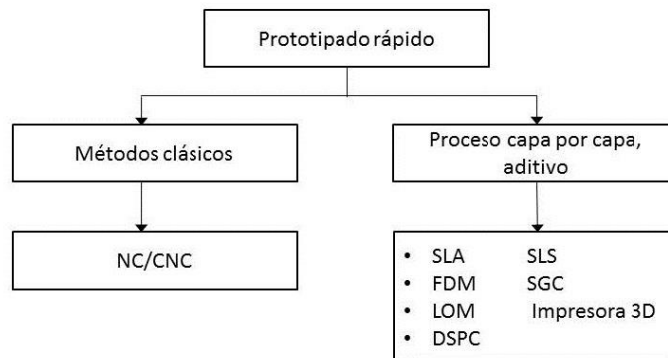 Prototipado rápido
Métodos clásicos
Proceso capa por capa,
aditivo
NC/CNC
• SLA SLS
• FDM SGC
• LOM Impresora 3D
• DSPC